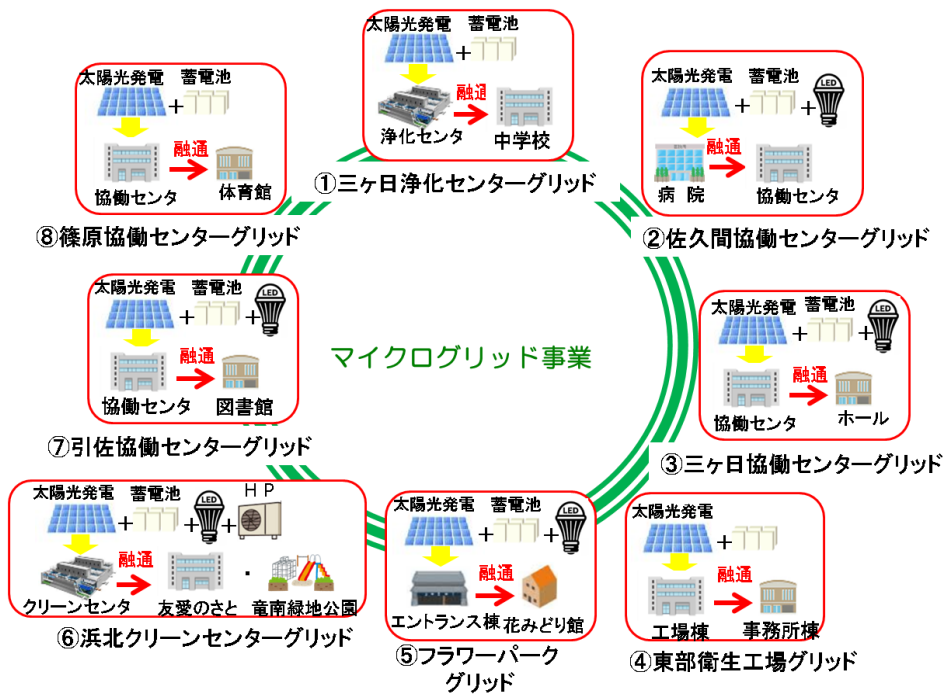 太陽光発電 蓄電池
+
融通
浄化センタ 中学校
①三ヶ日浄化センターグリッド
太陽光発電 蓄電池
LED
+ +
融通
病 院 協働センタ
②佐久間協働センターグリッド
太陽光発電 蓄電池
LED
+ +
融通
協働センタ ホール
③三ヶ日協働センターグリッド
太陽光発電
+
融通
工場棟 事務所棟
④東部衛生工場グリッド
太陽光発電 蓄電池
LED
+ +
融通
エントランス棟 花みどり館
⑤フラワーパーク
グリッド
太陽光発電 蓄電池 HP
LED
+ + +
融通
クリーンセンタ 友愛のさと ・ 竜南緑地公園
⑥浜北クリーンセンターグリッド
太陽光発電 蓄電池
LED
+ +
融通
協働センタ 図書館
⑦引佐協働センターグリッド
太陽光発電 蓄電池
+
融通
協働センタ 体育館
⑧篠原協働センターグリッド
マイクログリッド事業